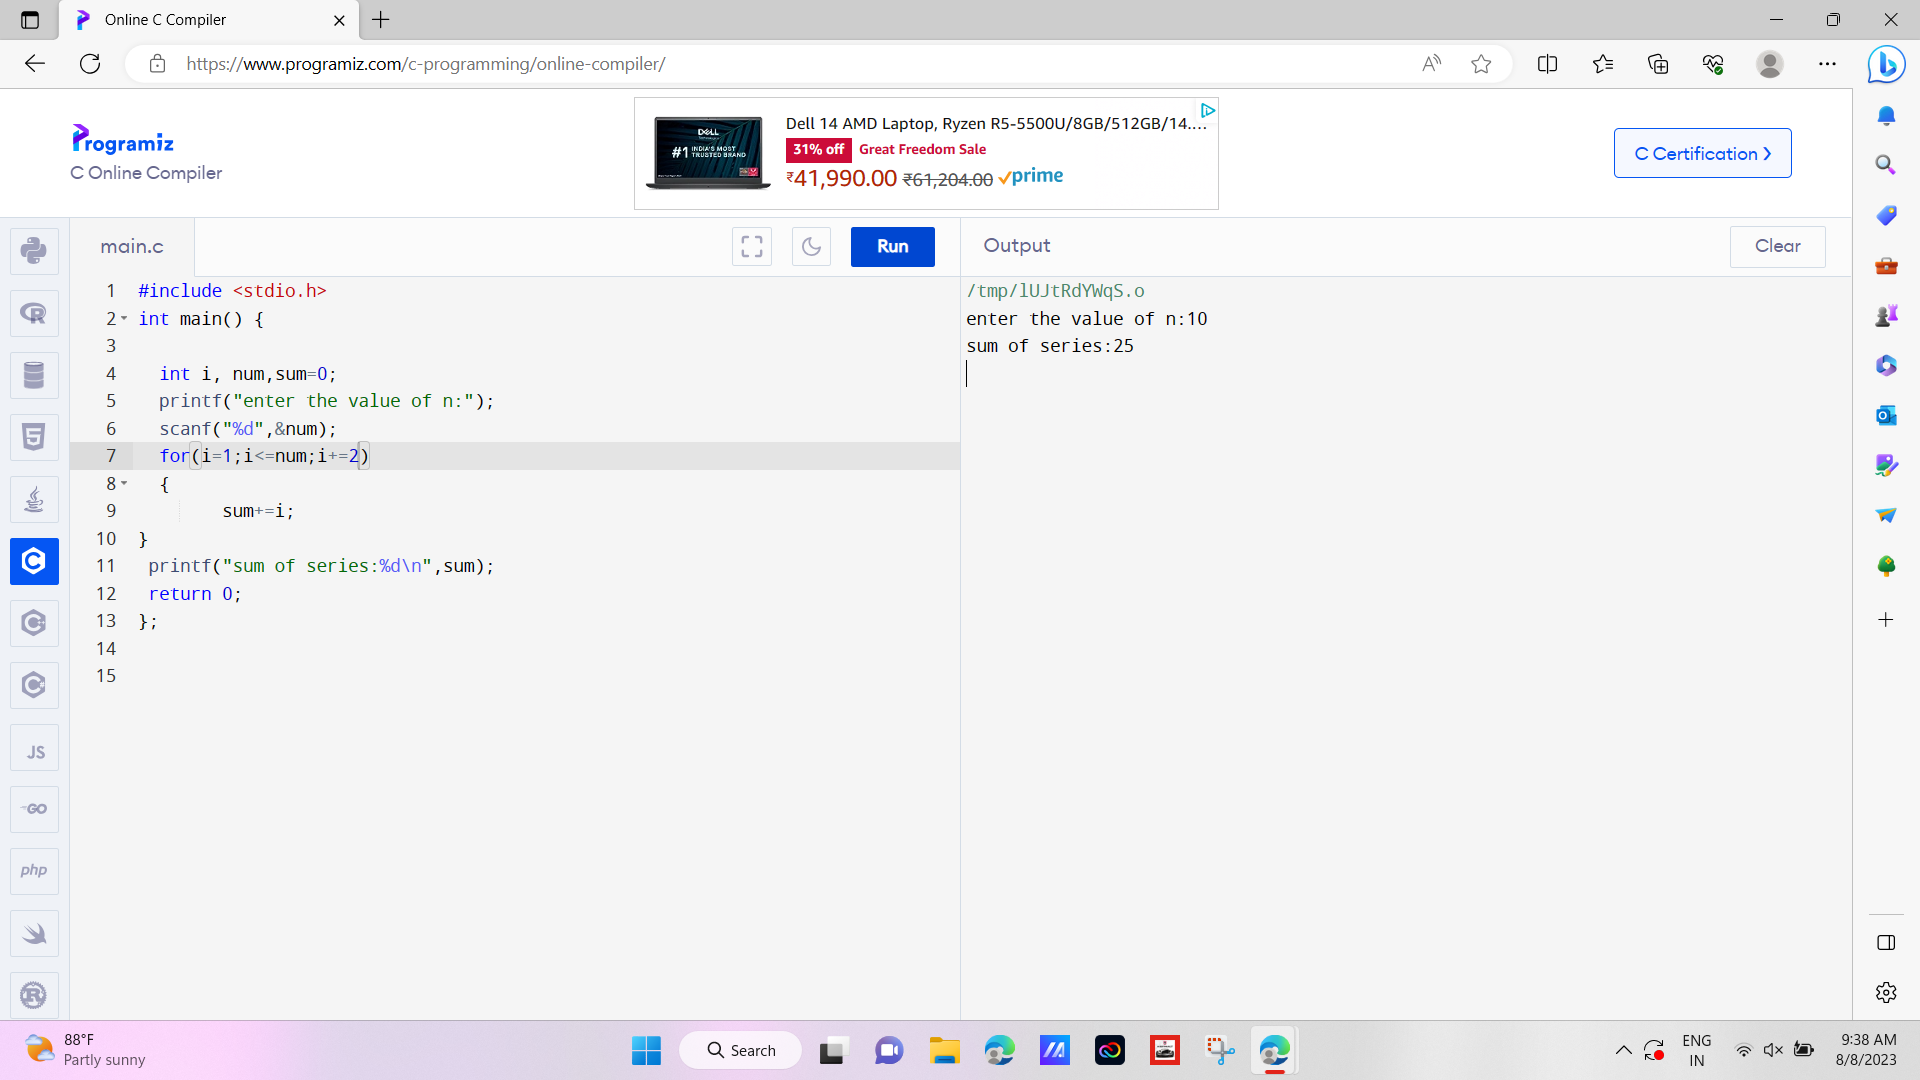 Online C Compiler
https://www.programiz.com/c-programming/online-compiler/
Programiz
C Online Compiler
DELL
#1 INDIA'S MOST TRUSTED BRAND
Dell 14 AMD Laptop, Ryzen R5-5500U/8GB/512GB/14....
31% off Great Freedom Sale
₹41,990.00 ₹61,204.00 prime
C Certification ❯
main.c
Run
Output
Clear
1 #include <stdio.h>
2 int main() {
3
4 int i, num,sum=0;
5 printf("enter the value of n:");
6 scanf("%d",&num);
7 for(i=1;i<=num;i+=2)
8 {
9 sum+=i;
10 }
11 printf("sum of series:%d\n",sum);
12 return 0;
13 };
14
15
/tmp/lUJtRdYWqS.o
enter the value of n:10
sum of series:25
JS
GO
php
88°F
Partly sunny
Search
ENG
IN
9:38 AM
8/8/2023